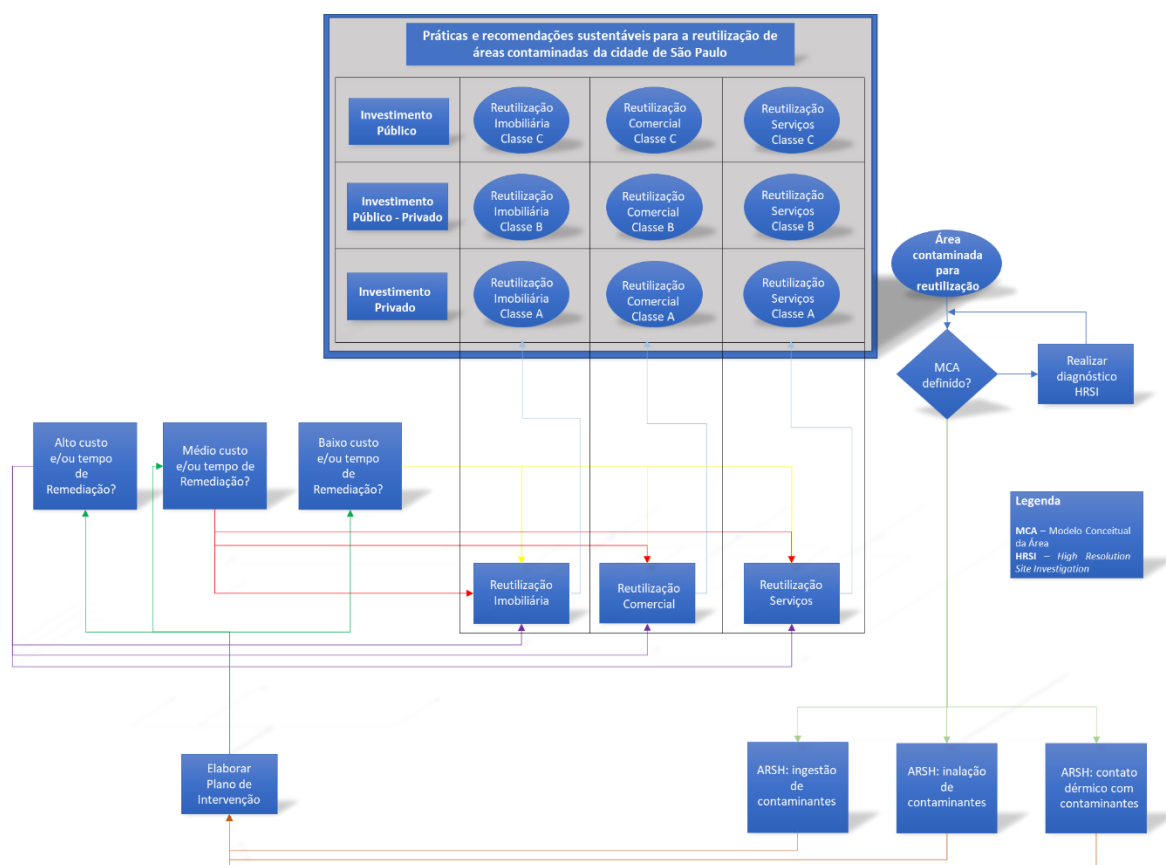 Práticas e recomendações sustentáveis para a reutilização de
áreas contaminadas da cidade de São Paulo
Investimento
Público
Reutilização
Imobiliária
Classe C
Reutilização
Comercial
Classe C
Reutilização
Serviços
Classe C
Investimento
Público - Privado
Reutilização
Imobiliária
Classe B
Reutilização
Comercial
Classe B
Reutilização
Serviços
Classe B
Investimento
Privado
Reutilização
Imobiliária
Classe A
Reutilização
Comercial
Classe A
Reutilização
Serviços
Classe A
Área
contaminada
para
reutilização
MCA
definido?
Realizar
diagnóstico
HRSI
Alto custo
e/ou tempo
de
Remediação?
Médio custo
e/ou tempo de
Remediação?
Baixo custo
e/ou tempo
de
Remediação?
Legenda
MCA – Modelo Conceitual
da Área
HRSI – High Resolution
Site Investigation
Reutilização
Imobiliária
Reutilização
Comercial
Reutilização
Serviços
Elaborar
Plano de
Intervenção
ARSH: ingestão
de
contaminantes
ARSH: inalação
de
contaminantes
ARSH: contato
dérmico com
contaminantes